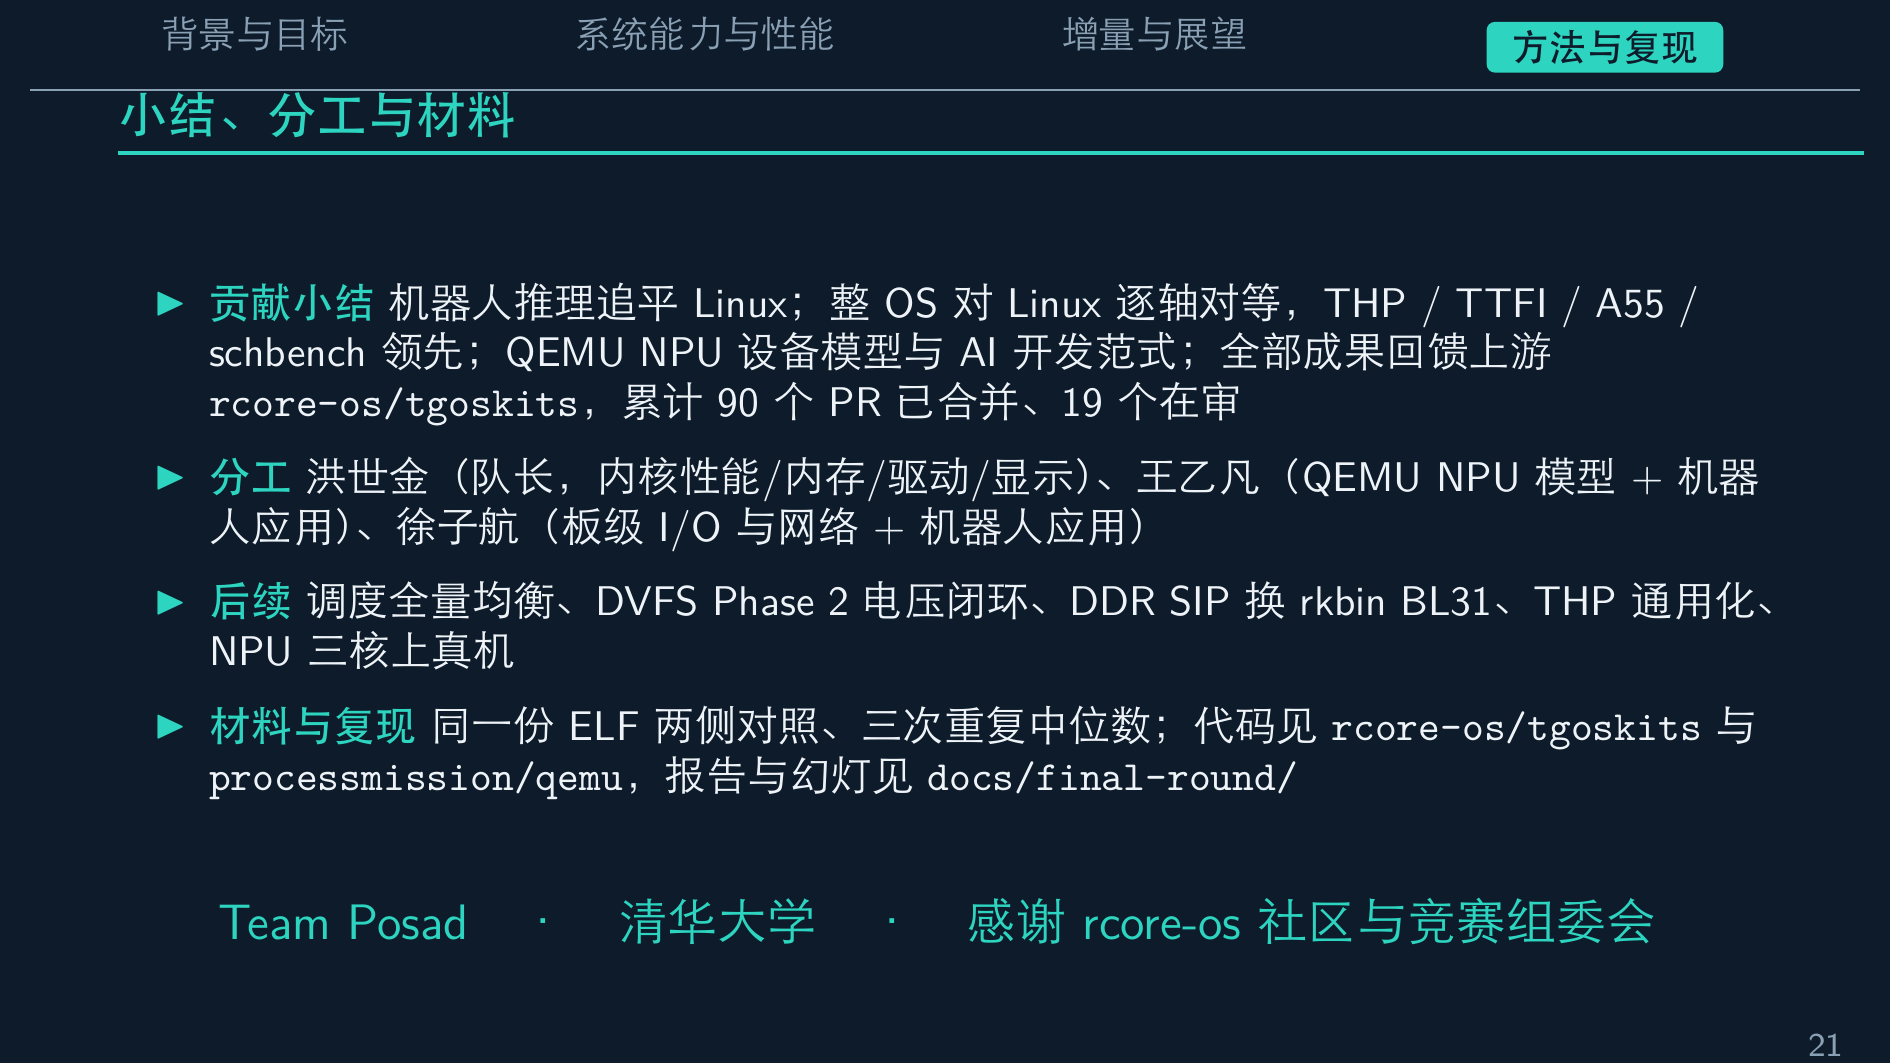 背景与目标
系统能力与性能
增量与展望
方法与复现
小结、分工与材料
▶ 贡献小结 机器人推理追平 Linux；整 OS 对 Linux 逐轴对等，THP / TTFI / A55 /
schbench 领先；QEMU NPU 设备模型与 AI 开发范式；全部成果回馈上游
rcore-os/tgoskits，累计 90 个 PR 已合并、19 个在审
▶ 分工 洪世金（队长，内核性能/内存/驱动/显示）、王乙凡（QEMU NPU 模型 + 机器
人应用）、徐子航（板级 I/O 与网络 + 机器人应用）
▶ 后续 调度全量均衡、DVFS Phase 2 电压闭环、DDR SIP 换 rkbin BL31、THP 通用化、
NPU 三核上真机
▶ 材料与复现 同一份 ELF 两侧对照、三次重复中位数；代码见 rcore-os/tgoskits 与
processmission/qemu，报告与幻灯见 docs/final-round/
Team Posad · 清华大学 · 感谢 rcore-os 社区与竞赛组委会
21